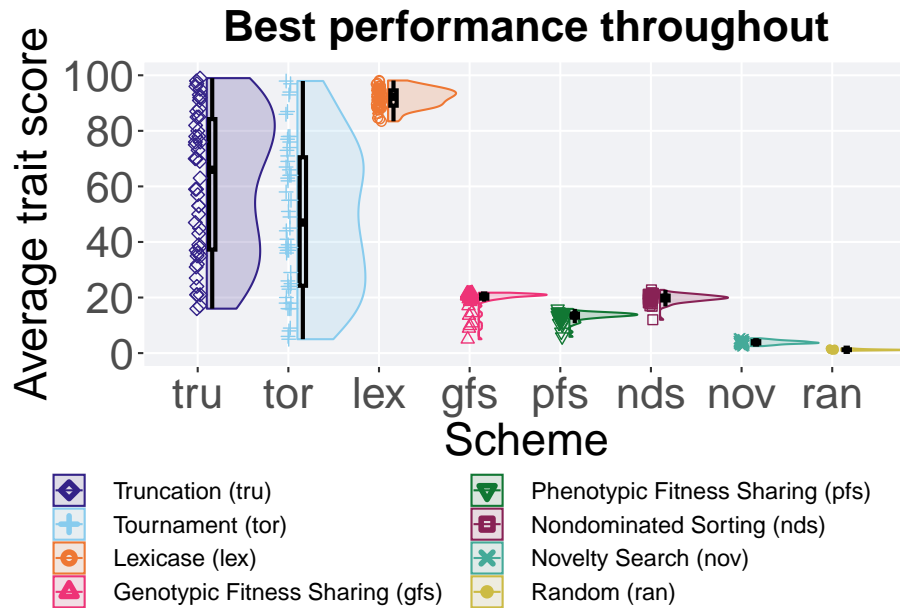 Best performance throughout
Average trait score
100
80
60
40
20
0
tru tor lex gfs pfs nds nov ran
Scheme
Truncation (tru)
Tournament (tor)
Lexicase (lex)
Genotypic Fitness Sharing (gfs)
Phenotypic Fitness Sharing (pfs)
Nondominated Sorting (nds)
Novelty Search (nov)
Random (ran)